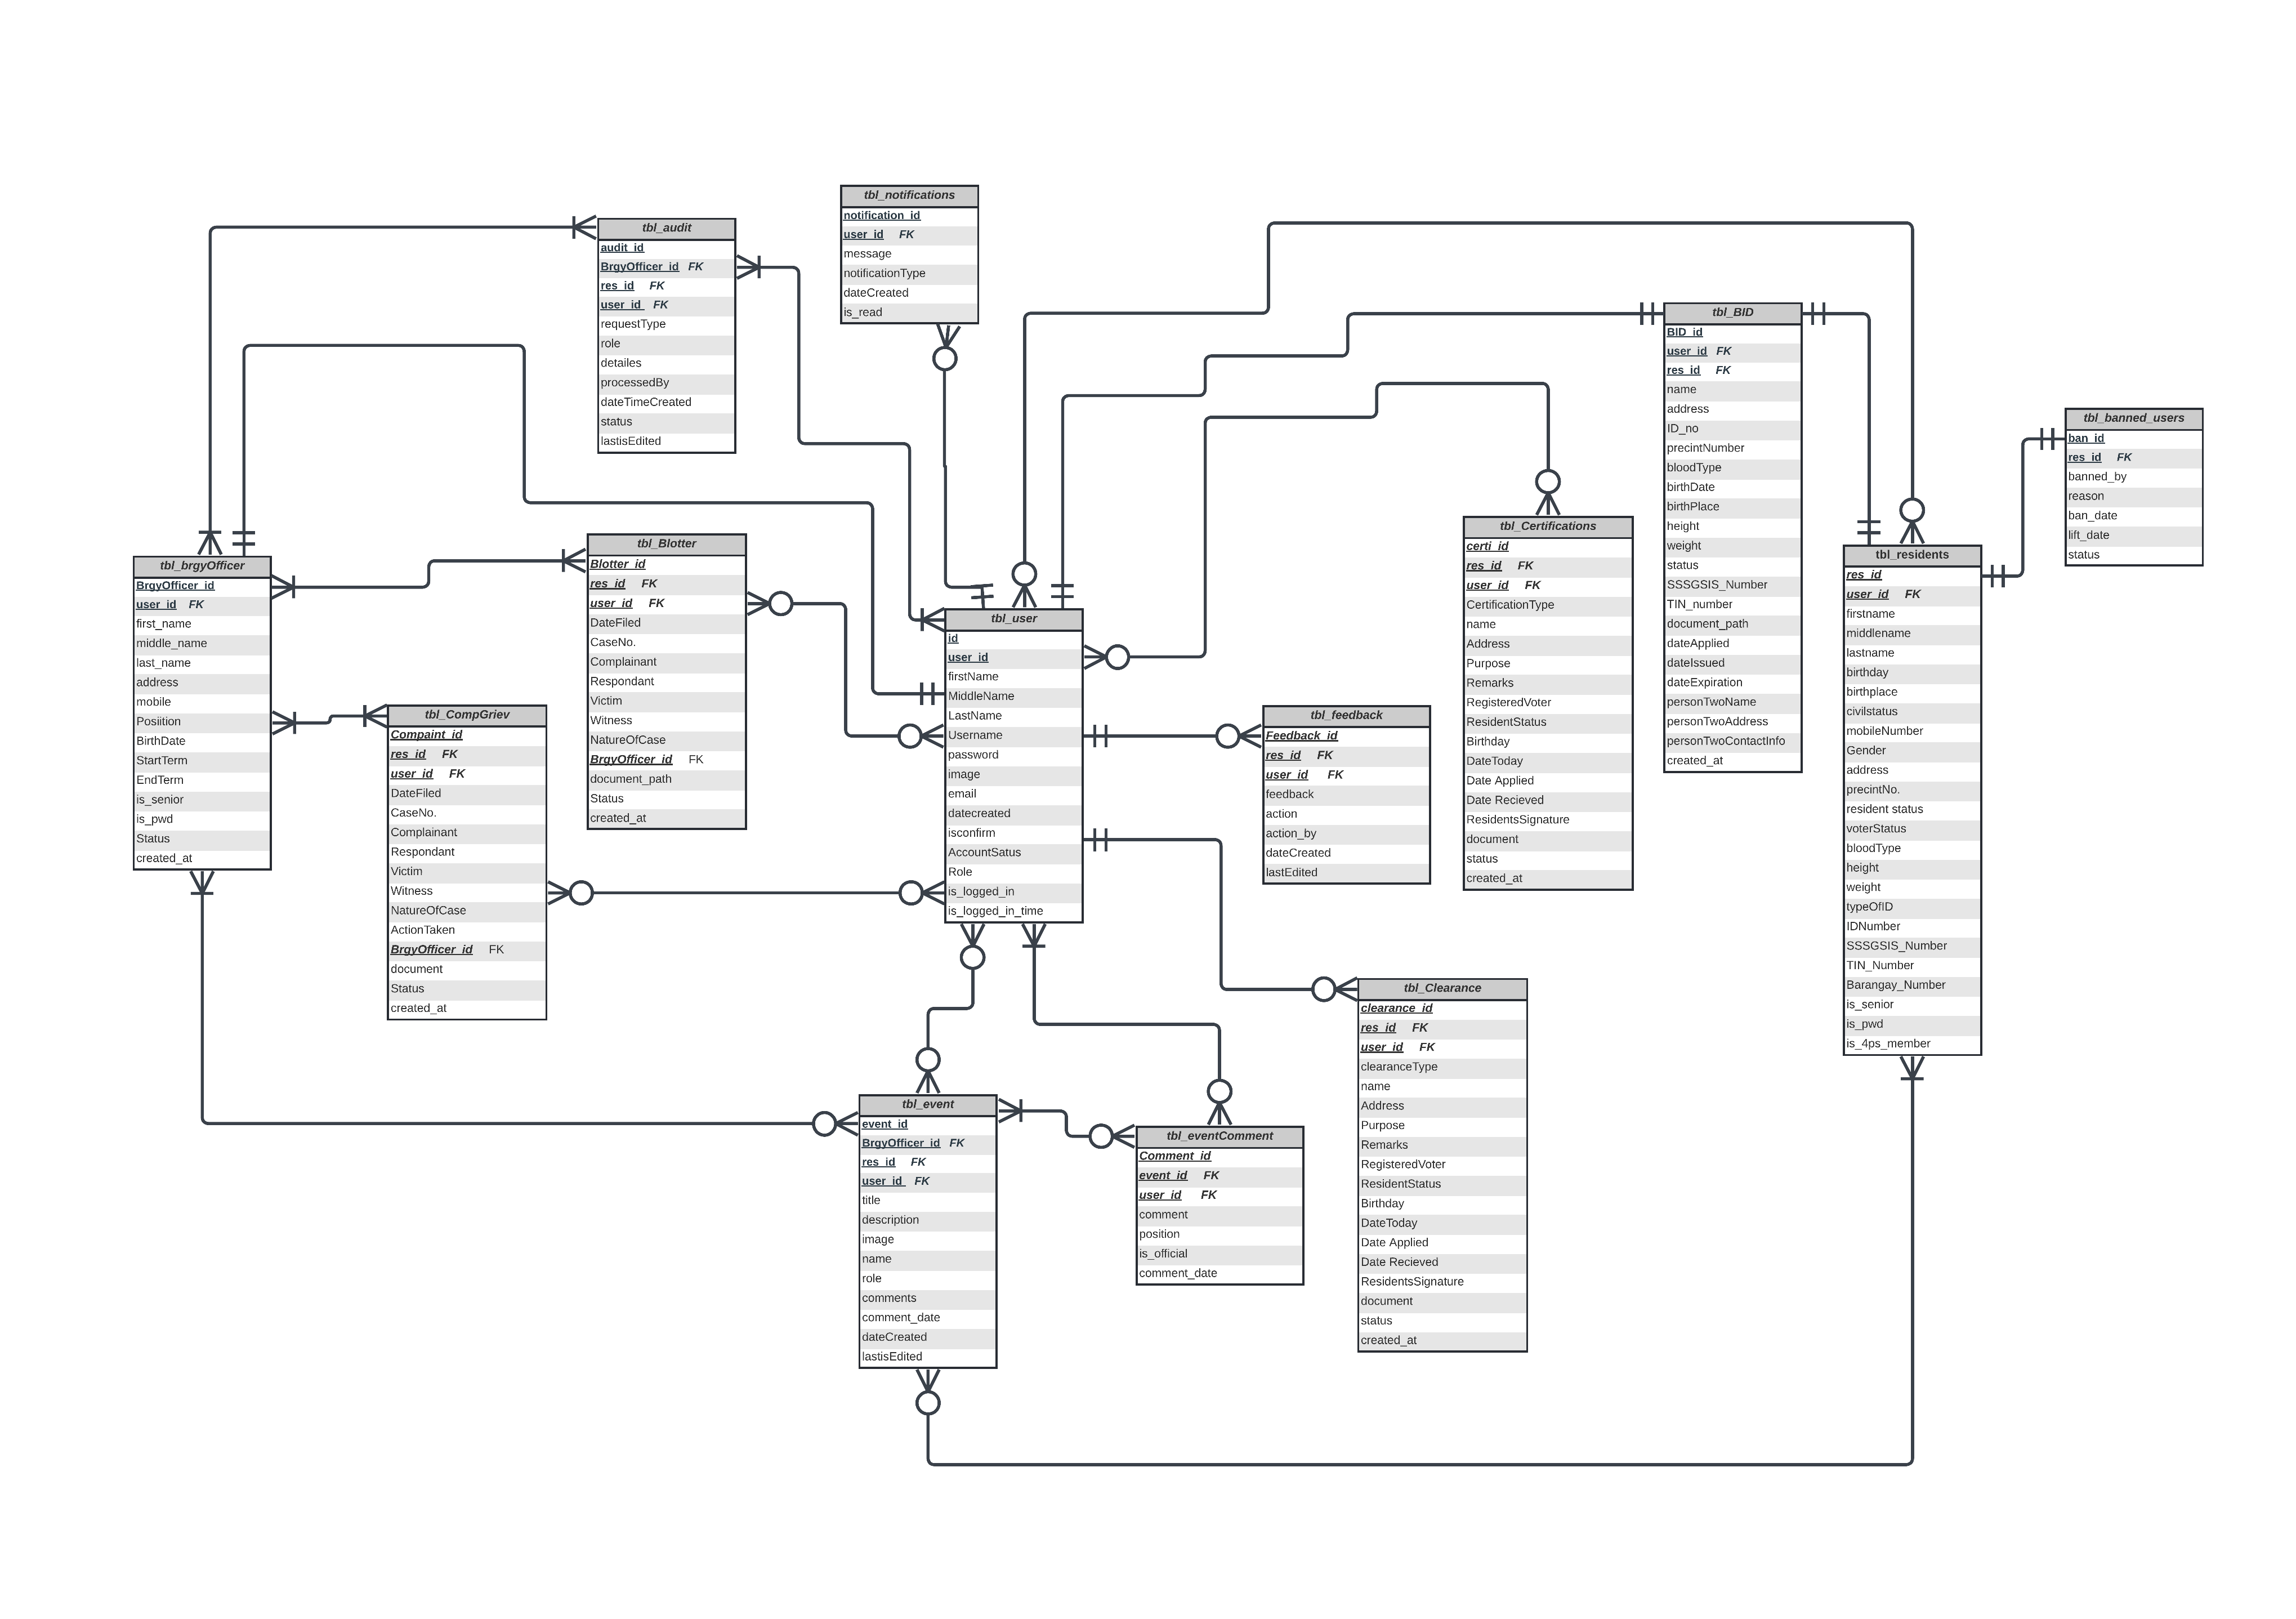 tbl_notifications
notification_id
user_id FK
message
notificationType
dateCreated
is_read
tbl_audit
audit_id
BrgyOfficer_id FK
res_id FK
user_id FK
requestType
role
detailes
processedBy
dateTimeCreated
status
lastisEdited
tbl_BID
BID_id
user_id FK
res_id FK
name
address
ID_no
precintNumber
bloodType
birthDate
birthPlace
height
weight
status
SSSGSIS_Number
TIN_number
document_path
dateApplied
dateIssued
dateExpiration
personTwoName
personTwoAddress
personTwoContactInfo
created_at
tbl_banned_users
ban_id
res_id FK
banned_by
reason
ban_date
lift_date
status
tbl_brgyOfficer
BrgyOfficer_id
user_id FK
first_name
middle_name
last_name
address
mobile
Posiition
BirthDate
StartTerm
EndTerm
is_senior
is_pwd
Status
created_at
tbl_Blotter
Blotter_id
res_id FK
user_id FK
DateFiled
CaseNo.
Complainant
Respondant
Victim
Witness
NatureOfCase
BrgyOfficer_id FK
document_path
Status
created_at
tbl_Certifications
certi_id
res_id FK
user_id FK
CertificationType
name
Address
Purpose
Remarks
RegisteredVoter
ResidentStatus
Birthday
DateToday
Date Applied
Date Recieved
ResidentsSignature
document
status
created_at
tbl_residents
res_id
user_id FK
firstname
middlename
lastname
birthday
birthplace
civilstatus
mobileNumber
Gender
address
precintNo.
resident status
voterStatus
bloodType
height
weight
typeOfID
IDNumber
SSSGSIS_Number
TIN_Number
Barangay_Number
is_senior
is_pwd
is_4ps_member
tbl_user
id
user_id
firstName
MiddleName
LastName
Username
password
image
email
datecreated
isconfirm
AccountSatus
Role
is_logged_in
is_logged_in_time
tbl_CompGriev
Compaint_id
res_id FK
user_id FK
DateFiled
CaseNo.
Complainant
Respondant
Victim
Witness
NatureOfCase
ActionTaken
BrgyOfficer_id FK
document
Status
created_at
tbl_feedback
Feedback_id
res_id FK
user_id FK
feedback
action
action_by
dateCreated
lastEdited
tbl_Clearance
clearance_id
res_id FK
user_id FK
clearanceType
name
Address
Purpose
Remarks
RegisteredVoter
ResidentStatus
Birthday
DateToday
Date Applied
Date Recieved
ResidentsSignature
document
status
created_at
tbl_event
event_id
BrgyOfficer_id FK
res_id FK
user_id FK
title
description
image
name
role
comments
comment_date
dateCreated
lastisEdited
tbl_eventComment
Comment_id
event_id FK
user_id FK
comment
position
is_official
comment_date